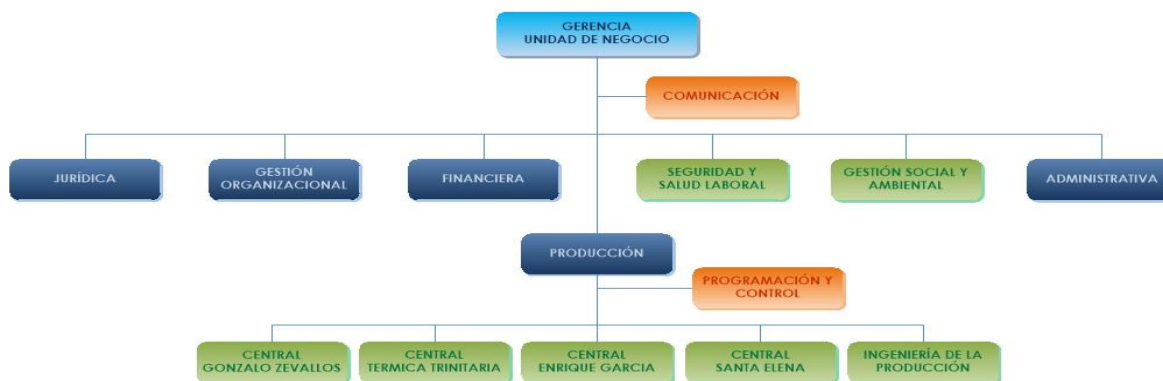 GERENCIA
UNIDAD DE NEGOCIO
COMUNICACIÓN
JURÍDICA
GESTIÓN
ORGANIZACIONAL
FINANCIERA
SEGURIDAD Y
SALUD LABORAL
GESTIÓN SOCIAL Y
AMBIENTAL
ADMINISTRATIVA
PRODUCCIÓN
PROGRAMACIÓN Y
CONTROL
CENTRAL
GONZALO ZEVALLOS
CENTRAL
TERMICA TRINITARIA
CENTRAL
ENRIQUE GARCIA
CENTRAL
SANTA ELENA
INGENIERÍA DE LA
PRODUCCIÓN